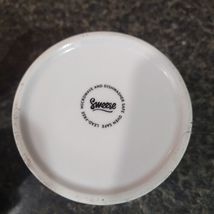 MICROWAVE AND DISHWASHER SAFE
Sweese
OVEN SAFE LEAD-FREE